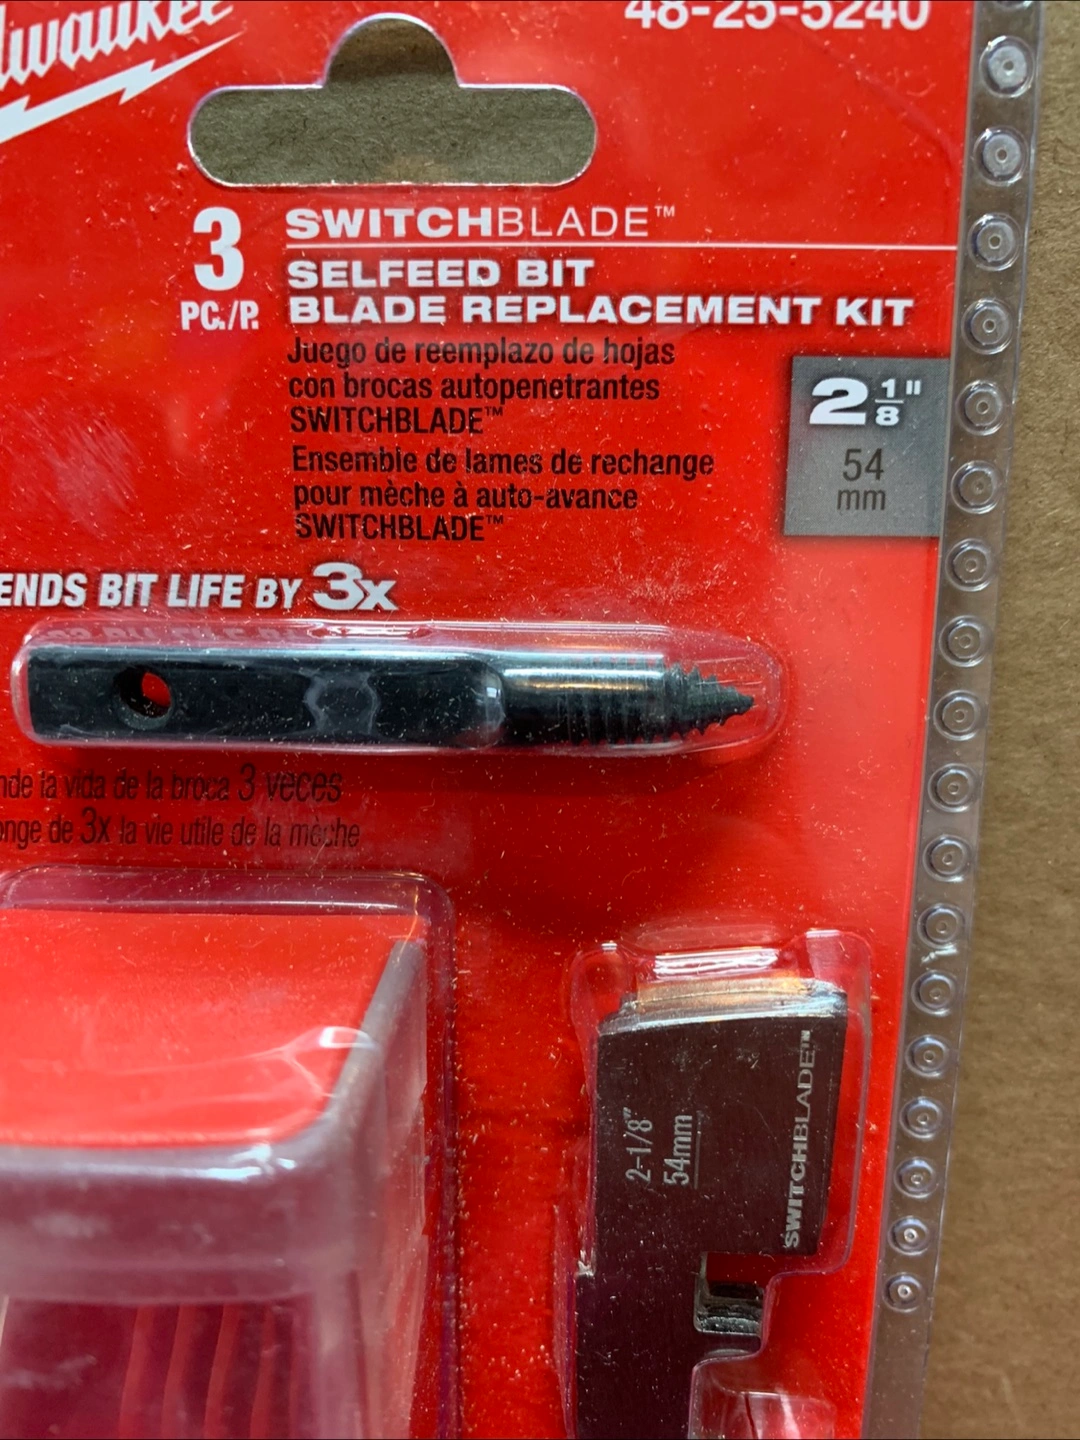 Milwaukee
48-25-5240
3
PC./P.
SWITCHBLADE™
SELFEED BIT
BLADE REPLACEMENT KIT
Juego de reemplazo de hojas
con brocas autopenetrantes
SWITCHBLADE™
Ensemble de lames de rechange
pour mèche à auto-avance
SWITCHBLADE™
2 1/8"
54
mm
ENDS BIT LIFE BY 3x
nde la vida de la broca 3 veces
onge de 3x la vie utile de la mèche
2-1/8"
54mm
SWITCHBLADE™